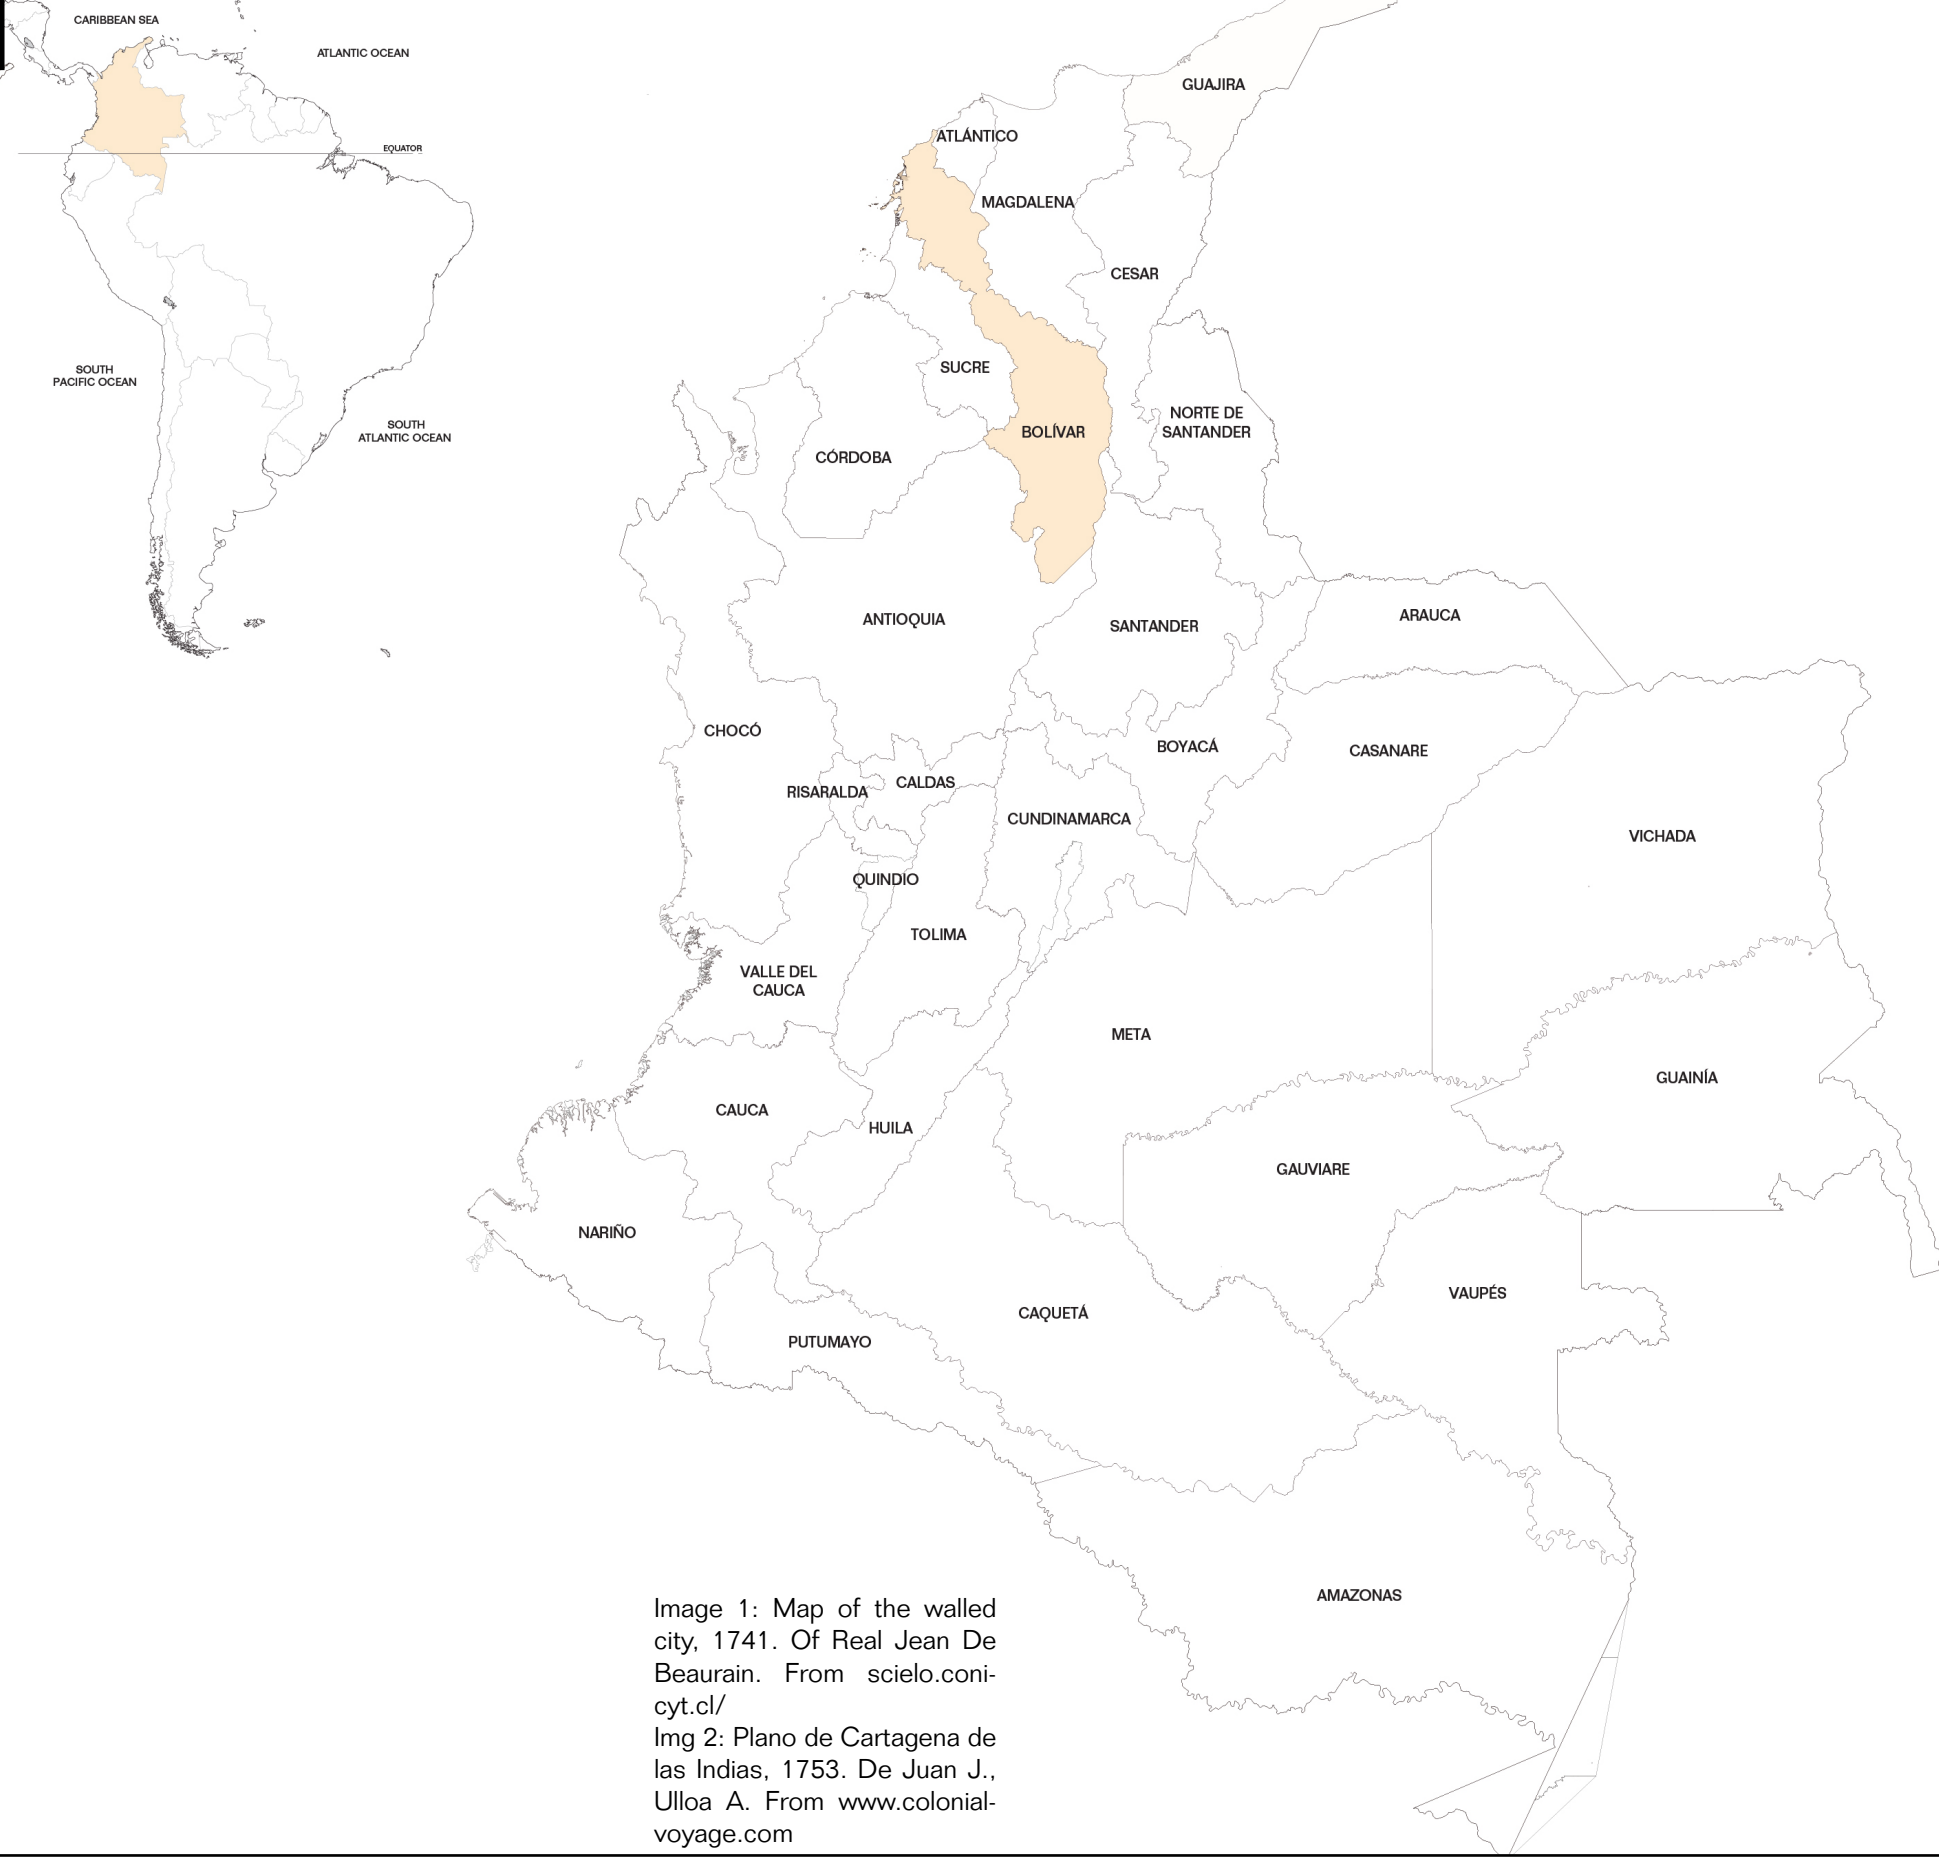 CARIBBEAN SEA
ATLANTIC OCEAN
EQUATOR
SOUTH
PACIFIC OCEAN
SOUTH
ATLANTIC OCEAN
GUAJIRA
ATLÁNTICO
MAGDALENA
CESAR
SUCRE
NORTE DE
SANTANDER
BOLÍVAR
CÓRDOBA
ANTIOQUIA
SANTANDER
ARAUCA
CHOCÓ
BOYACÁ
CASANARE
RISARALDA
CALDAS
CUNDINAMARCA
VICHADA
QUINDIO
TOLIMA
VALLE DEL
CAUCA
META
GUAINÍA
CAUCA
HUILA
GAUVIARE
NARIÑO
VAUPÉS
CAQUETÁ
PUTUMAYO
AMAZONAS
Image 1: Map of the walled
city, 1741. Of Real Jean De
Beaurain. From scielo.coni-
cyt.cl/
Img 2: Plano de Cartagena de
las Indias, 1753. De Juan J.,
Ulloa A. From www.colonial-
voyage.com